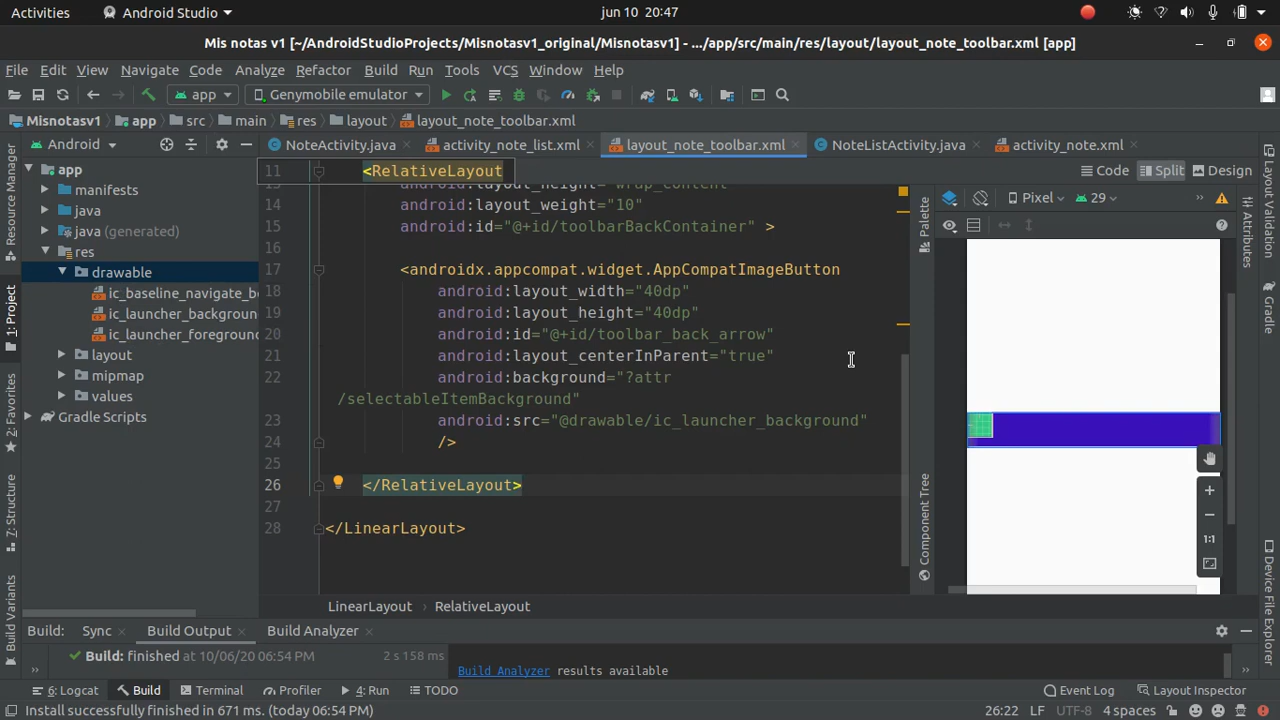 Activities
Android Studio
jun 10 20:47
Mis notas v1 [~/AndroidStudioProjects/Misnotasv1_original/Misnotasv1] - .../app/src/main/res/layout/layout_note_toolbar.xml [app]
File Edit View Navigate Code Analyze Refactor Build Run Tools VCS Window Help
app
Genymobile emulator
Misnotasv1 app src main res layout layout_note_toolbar.xml
Android
NoteActivity.java
activity_note_list.xml
layout_note_toolbar.xml
NoteListActivity.java
activity_note.xml
Code Split Design
Pixel
29
Resource Manager
1: Project
2: Favorites
7: Structure
Build Variants
app
manifests
java
java (generated)
res
drawable
ic_baseline_navigate_be
ic_launcher_background
ic_launcher_foreground
layout
mipmap
values
Gradle Scripts
11 <RelativeLayout
13 android:layout_height="wrap_content"
14 android:layout_weight="10"
15 android:id="@+id/toolbarBackContainer" >
16
17 <androidx.appcompat.widget.AppCompatImageButton
18 android:layout_width="40dp"
19 android:layout_height="40dp"
20 android:id="@+id/toolbar_back_arrow"
21 android:layout_centerInParent="true"
22 android:background="?attr
/selectableItemBackground"
23 android:src="@drawable/ic_launcher_background"
24 />
25
26 </RelativeLayout>
27
28 </LinearLayout>
LinearLayout RelativeLayout
Palette
Component Tree
1:1
Attributes
Gradle
Device File Explorer
Build: Sync Build Output Build Analyzer
Build: finished at 10/06/20 06:54 PM 2 s 158 ms
Build Analyzer results available
6: Logcat Build Terminal Profiler 4: Run TODO
Event Log Layout Inspector
Install successfully finished in 671 ms. (today 06:54 PM)
26:22 LF UTF-8 4 spaces